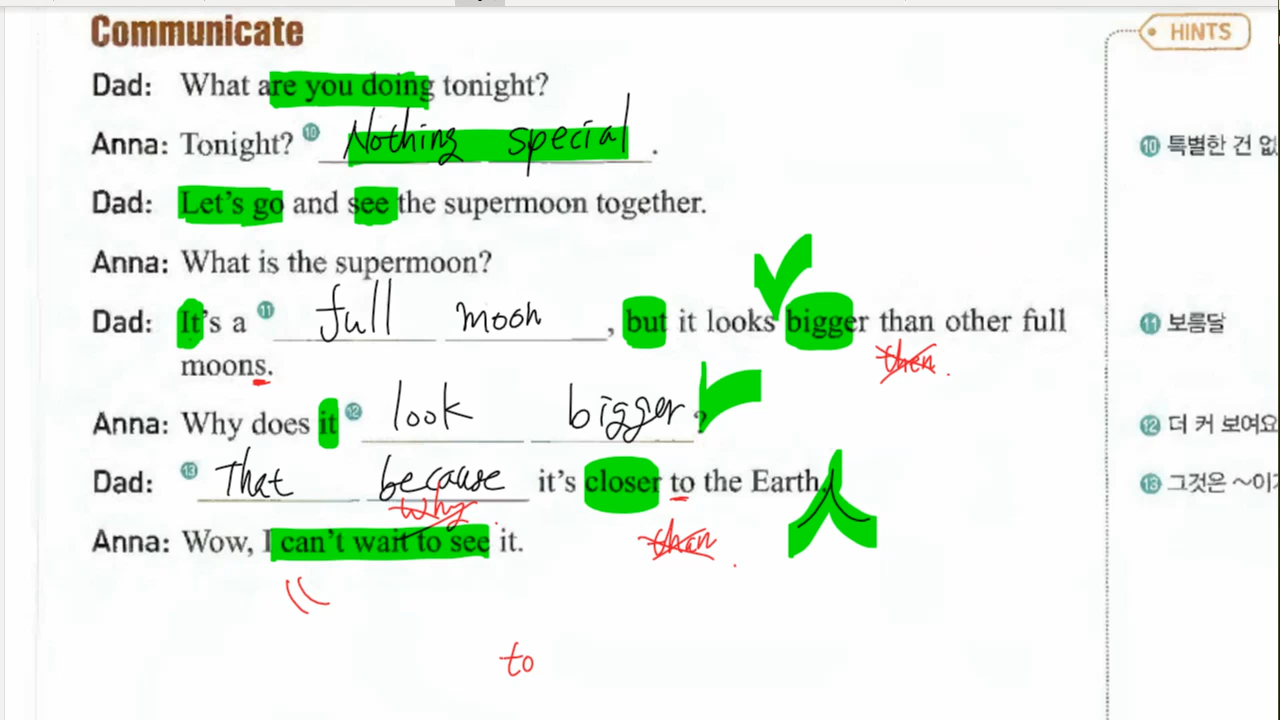 Communicate
HINTS
Dad: What are you doing tonight?
Anna: Tonight? ⑩ Nothing special.
⑩ 특별한 건 없
Dad: Let's go and see the supermoon together.
Anna: What is the supermoon?
Dad: It's a ⑪ full moon, but it looks bigger than other full
⑪ 보름달
moons.
then.
Anna: Why does it ⑫ look bigger?
⑫ 더 커 보여요
Dad: ⑬ That because it's closer to the Earth.
⑬ 그것은 ~이
why
Anna: Wow, I can't wait to see it.
than.
to